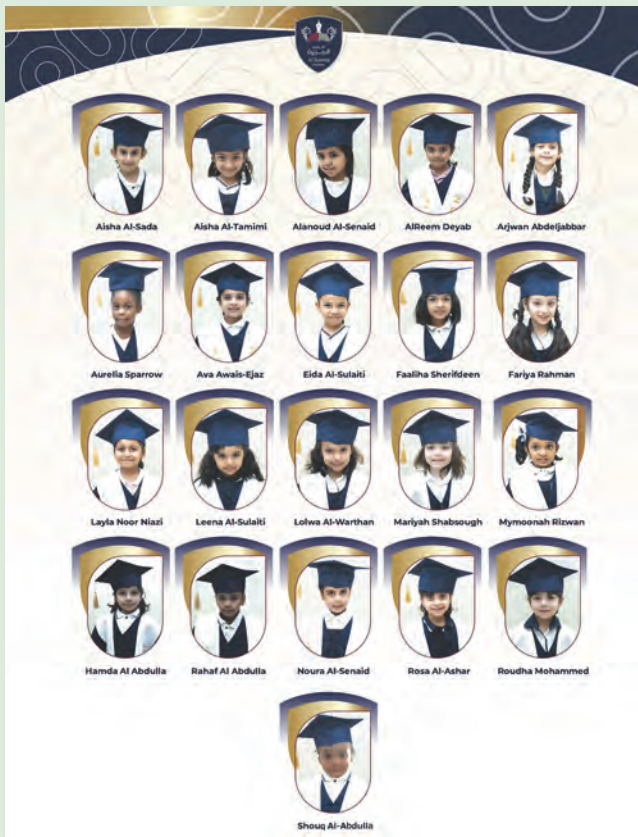 Aisha Al-Sada
Aisha Al-Tamimi
Alanoud Al-Senaid
AlReem Deyab
Arjwan Abdeljabbar
Aurelia Sparrow
Ava Awais-Ejaz
Eida Al-Sulaiti
Faaliha Sherifdeen
Fariya Rahman
Layla Noor Niazi
Leena Al-Sulaiti
Lolwa Al-Warthan
Mariyah Shabsough
Mymoonah Rizwan
Hamda Al Abdulla
Rahaf Al Abdulla
Noura Al-Senaid
Rosa Al-Ashar
Roudha Mohammed
Shouq Al-Abdulla